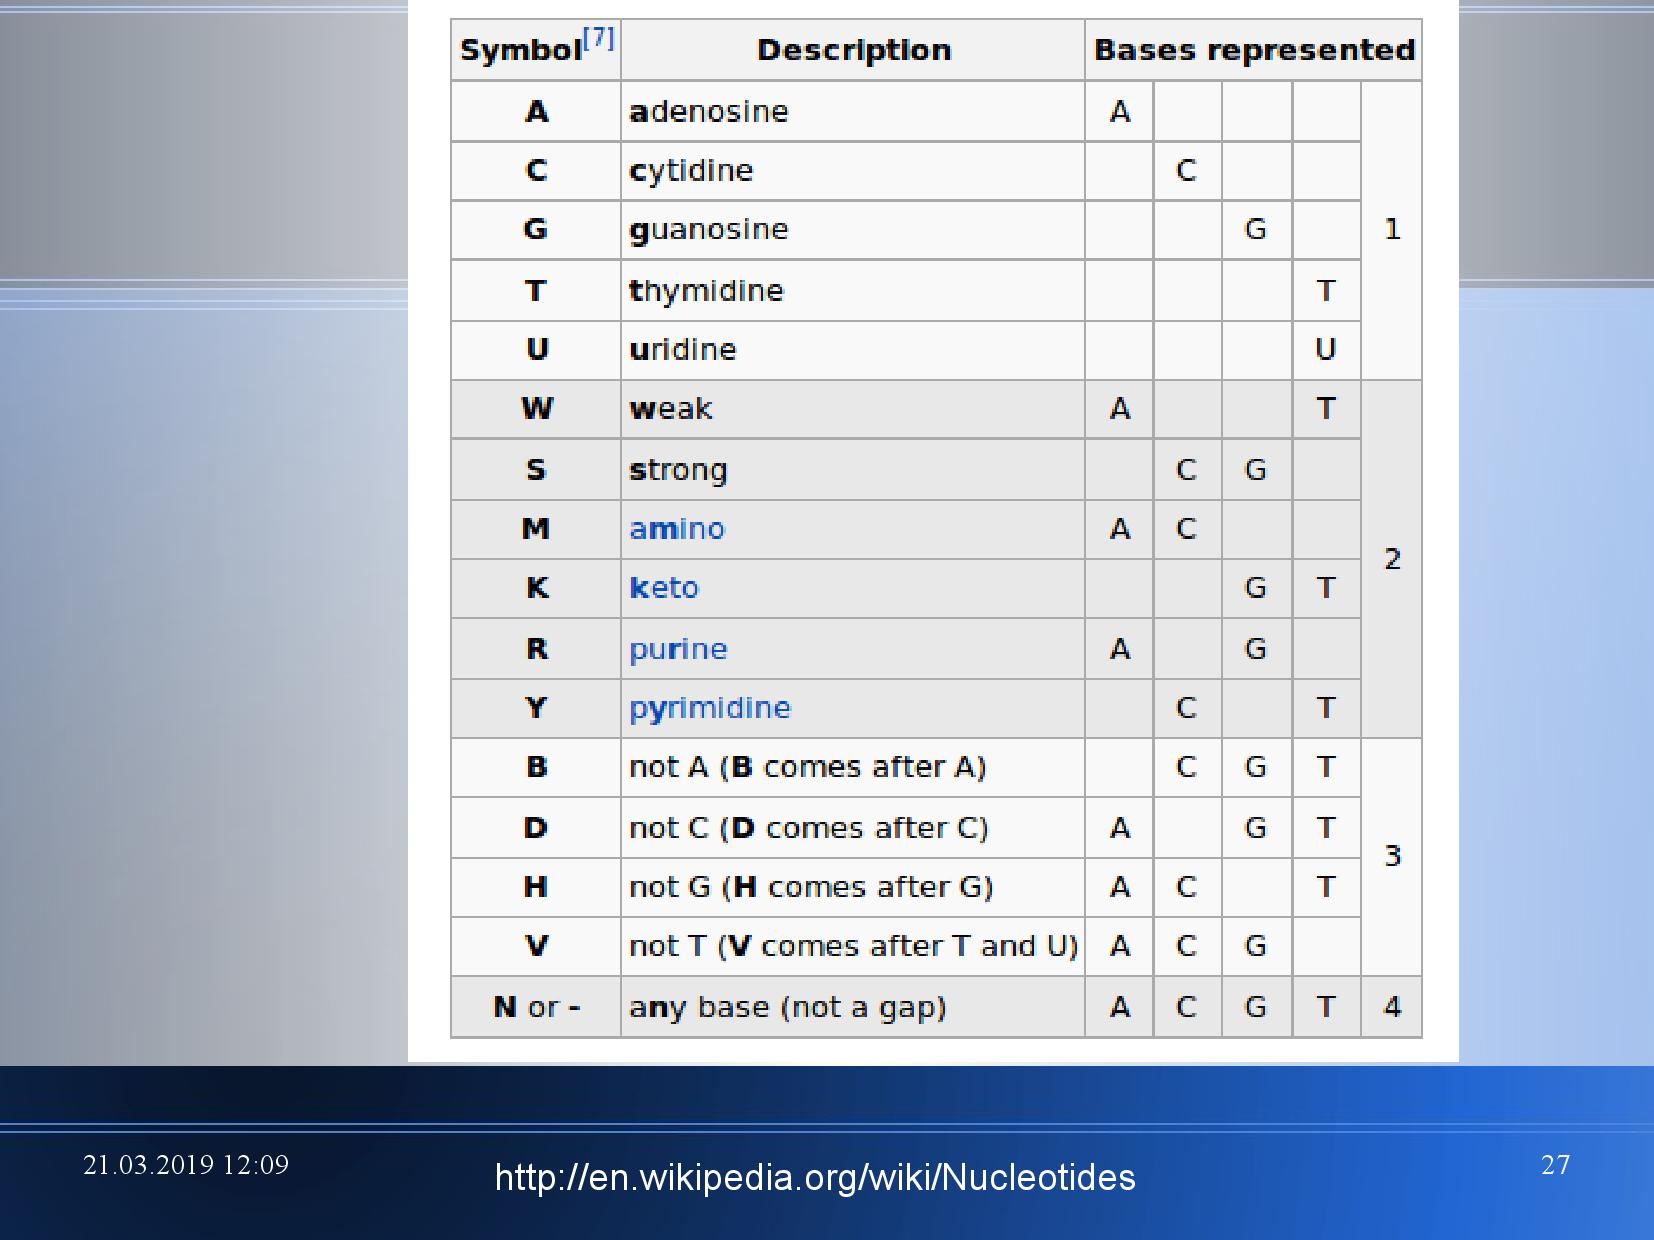 Symbol[7] Description Bases represented
A adenosine A
C cytidine C
G guanosine G 1
T thymidine T
U uridine U
W weak A T
S strong C G
M amino A C
2
K keto G T
R purine A G
Y pyrimidine C T
B not A (B comes after A) C G T
D not C (D comes after C) A G T
3
H not G (H comes after G) A C T
V not T (V comes after T and U) A C G
N or - any base (not a gap) A C G T 4
21.03.2019 12:09 http://en.wikipedia.org/wiki/Nucleotides 27